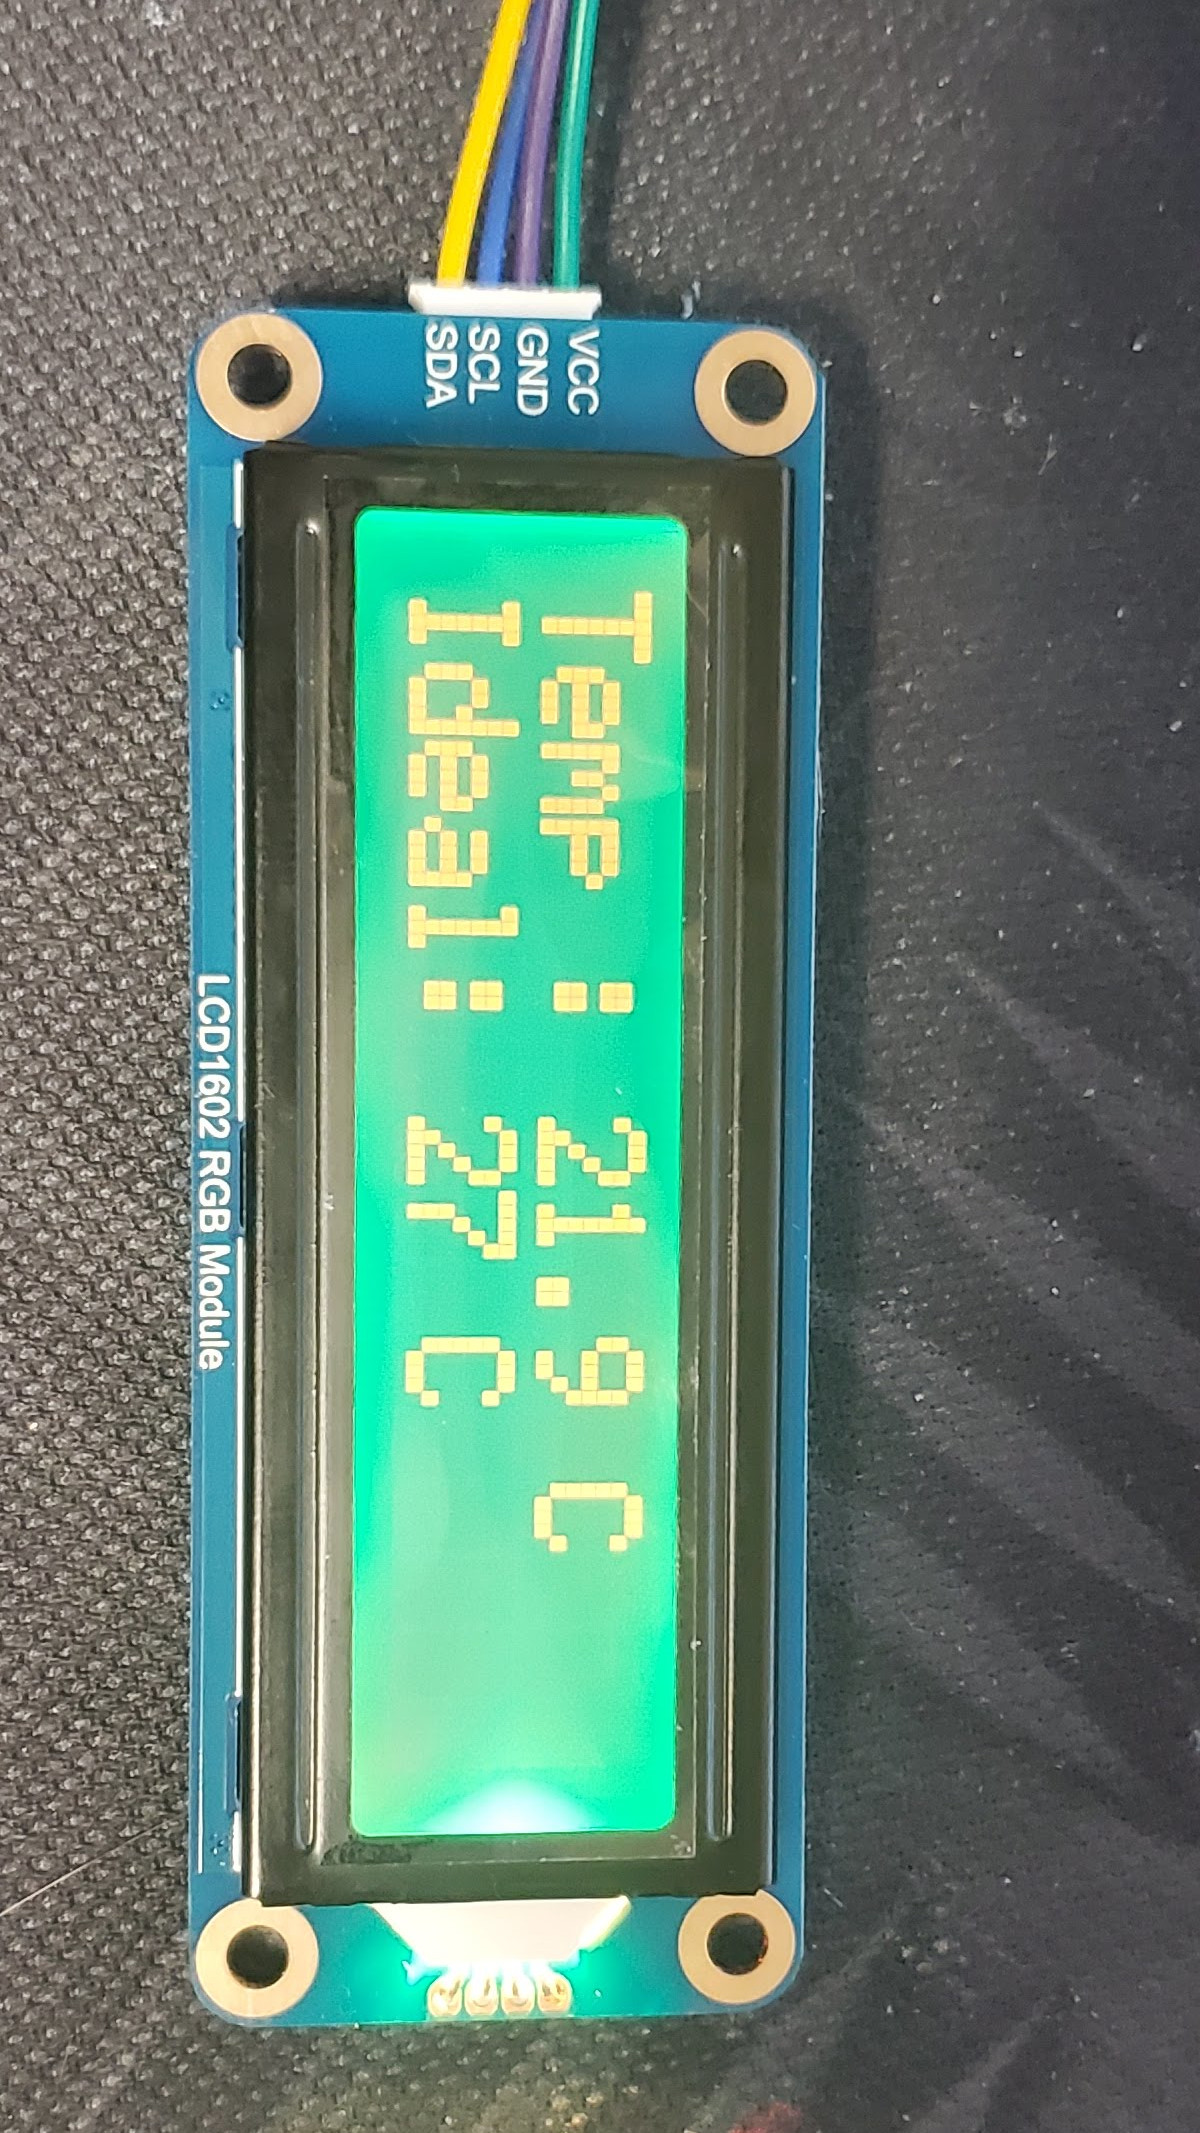 Temp : 21.9 C
Ideal: 27 C
VCC
GND
SCL
SDA
LCD1602 RGB Module